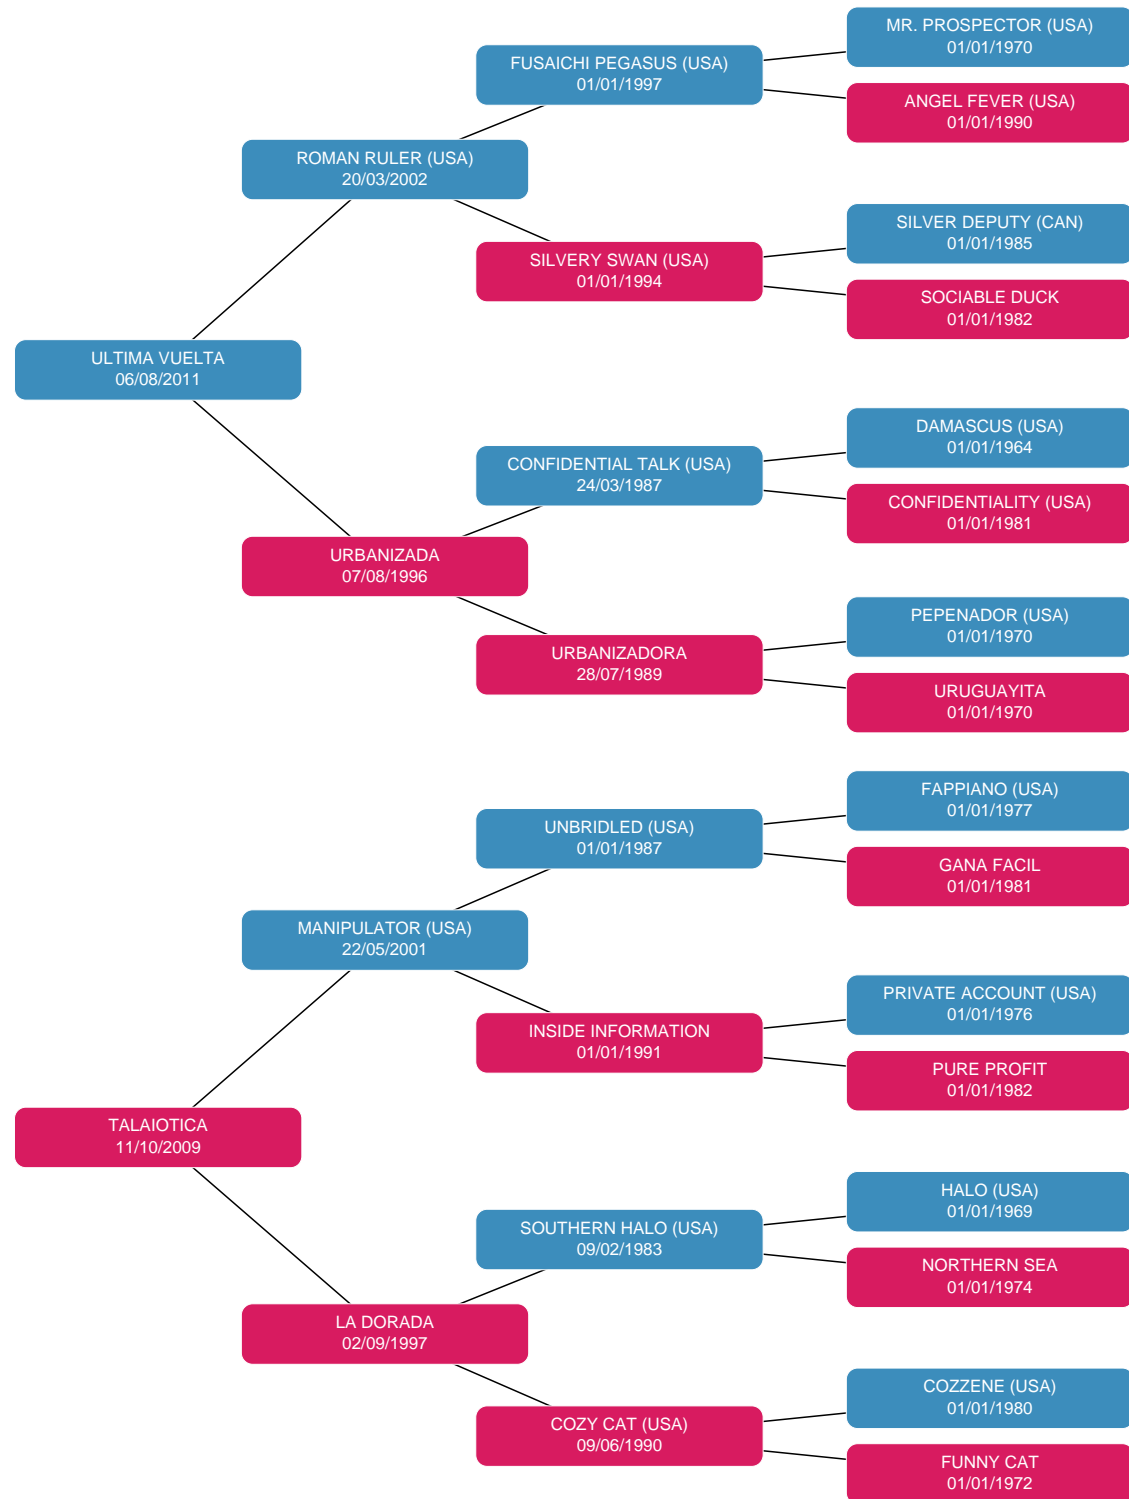 MR. PROSPECTOR (USA)
01/01/1970
FUSAICHI PEGASUS (USA)
01/01/1997
ANGEL FEVER (USA)
01/01/1990
ROMAN RULER (USA)
20/03/2002
SILVER DEPUTY (CAN)
01/01/1985
SILVERY SWAN (USA)
01/01/1994
SOCIABLE DUCK
01/01/1982
ULTIMA VUELTA
06/08/2011
DAMASCUS (USA)
01/01/1964
CONFIDENTIAL TALK (USA)
24/03/1987
CONFIDENTIALITY (USA)
01/01/1981
URBANIZADA
07/08/1996
PEPENADOR (USA)
01/01/1970
URBANIZADORA
28/07/1989
URUGUAYITA
01/01/1970
FAPPIANO (USA)
01/01/1977
UNBRIDLED (USA)
01/01/1987
GANA FACIL
01/01/1981
MANIPULATOR (USA)
22/05/2001
PRIVATE ACCOUNT (USA)
01/01/1976
INSIDE INFORMATION
01/01/1991
PURE PROFIT
01/01/1982
TALAIOTICA
11/10/2009
HALO (USA)
01/01/1969
SOUTHERN HALO (USA)
09/02/1983
NORTHERN SEA
01/01/1974
LA DORADA
02/09/1997
COZZENE (USA)
01/01/1980
COZY CAT (USA)
09/06/1990
FUNNY CAT
01/01/1972